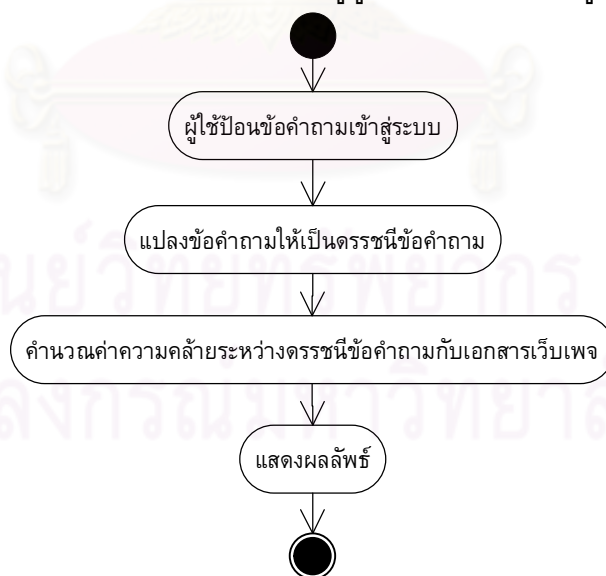 ผู้ใช้ป้อนข้อคำถามเข้าสู่ระบบ
แปลงข้อคำถามให้เป็นดรรชนีข้อคำถาม
คำนวณค่าความคล้ายระหว่างดรรชนีข้อคำถามกับเอกสารเว็บเพจ
แสดงผลลัพธ์